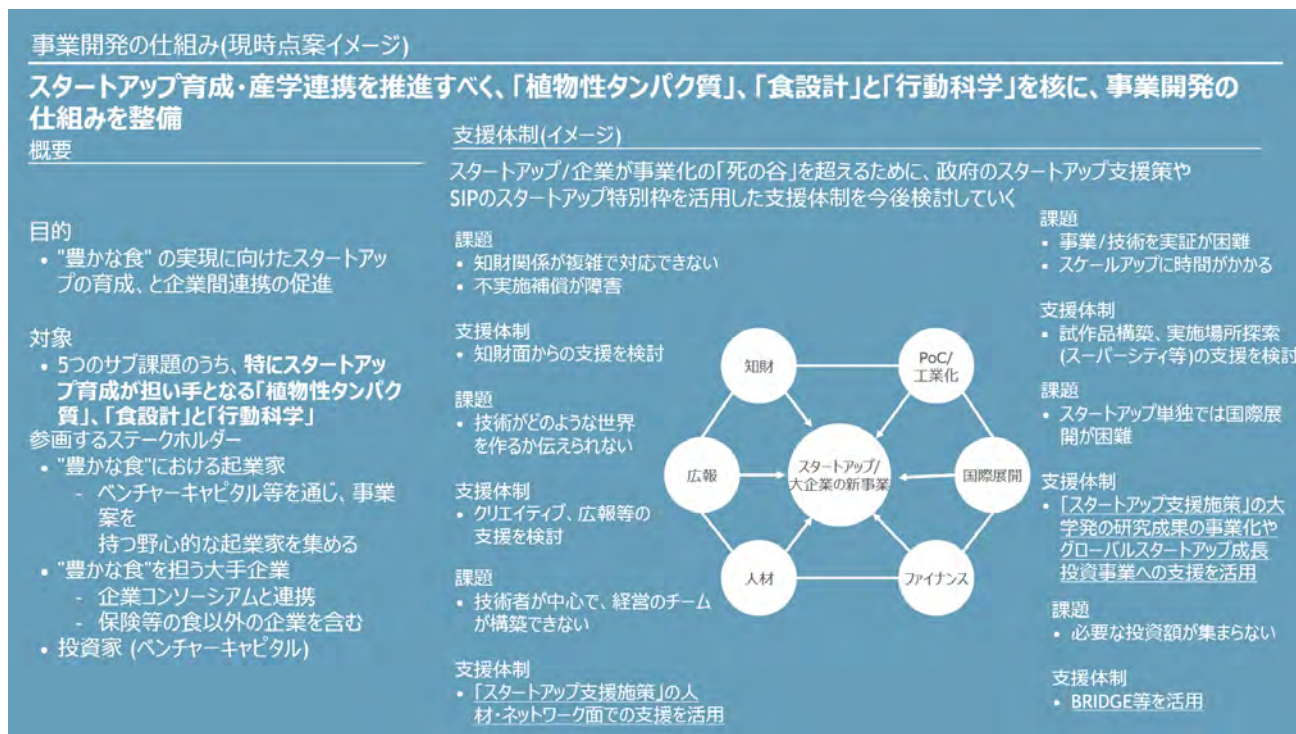 事業開発の仕組み(現時点案イメージ)
スタートアップ育成・産学連携を推進すべく、「植物性タンパク質」、「食設計」と「行動科学」を核に、事業開発の
仕組みを整備
概要
目的
• "豊かな食" の実現に向けたスタートアッ
プの育成、と企業間連携の促進
対象
• 5つのサブ課題のうち、特にスタートアッ
プ育成が担い手となる「植物性タンパク
質」、「食設計」と「行動科学」
参画するステークホルダー
• "豊かな食"における起業家
- ベンチャーキャピタル等を通じ、事業
案を
持つ野心的な起業家を集める
• "豊かな食"を担う大手企業
- 企業コンソーシアムと連携
- 保険等の食以外の企業を含む
• 投資家 (ベンチャーキャピタル)
支援体制(イメージ)
スタートアップ/企業が事業化の「死の谷」を超えるために、政府のスタートアップ支援策や
SIPのスタートアップ特別枠を活用した支援体制を今後検討していく
課題
• 知財関係が複雑で対応できない
• 不実施補償が障害
支援体制
• 知財面からの支援を検討
課題
• 技術がどのような世界
を作るか伝えられない
支援体制
• クリエイティブ、広報等の
支援を検討
課題
• 技術者が中心で、経営のチーム
が構築できない
支援体制
• 「スタートアップ支援施策」の人
材・ネットワーク面での支援を活用
知財
PoC/
工業化
広報
スタートアップ/
大企業の新事業
国際展開
人材
ファイナンス
課題
• 事業/技術を実証が困難
• スケールアップに時間がかかる
支援体制
• 試作品構築、実施場所探索
(スーパーシティ等)の支援を検討
課題
• スタートアップ単独では国際展
開が困難
支援体制
• 「スタートアップ支援施策」の大
学発の研究成果の事業化や
グローバルスタートアップ成長
投資事業への支援を活用
課題
• 必要な投資額が集まらない
支援体制
• BRIDGE等を活用